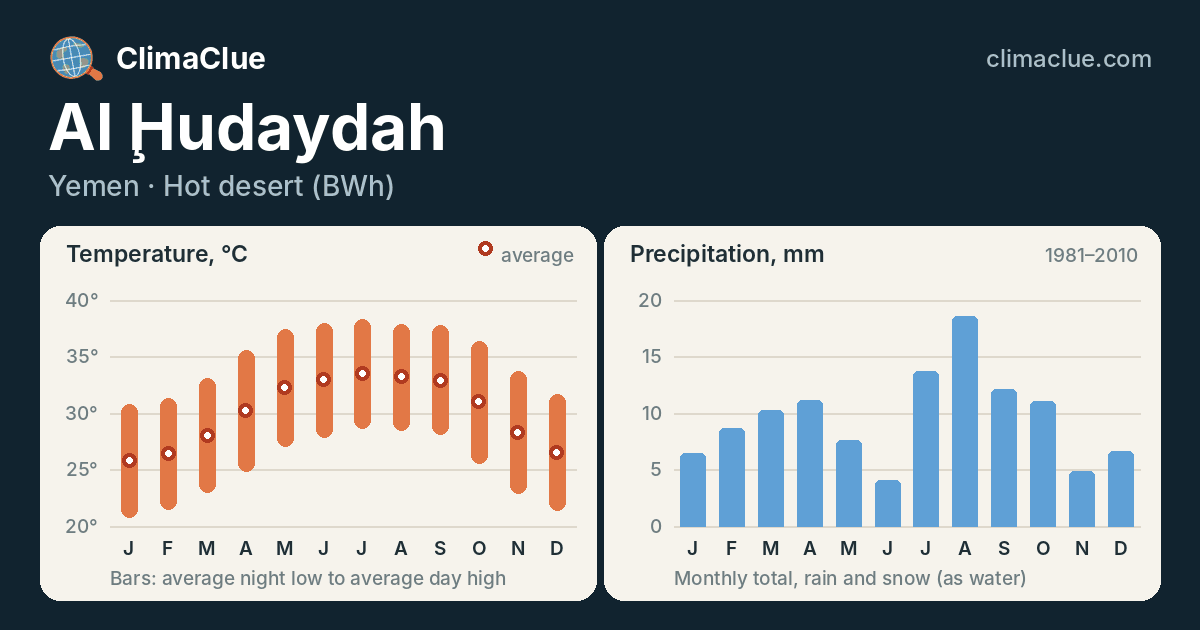 ClimaClue
climaclue.com
Al Ḩudaydah
Yemen · Hot desert (BWh)
Temperature, °C
average
40°
35°
30°
25°
20°
J F M A M J J A S O N D
Bars: average night low to average day high
Precipitation, mm
1981–2010
20
15
10
5
0
J F M A M J J A S O N D
Monthly total, rain and snow (as water)